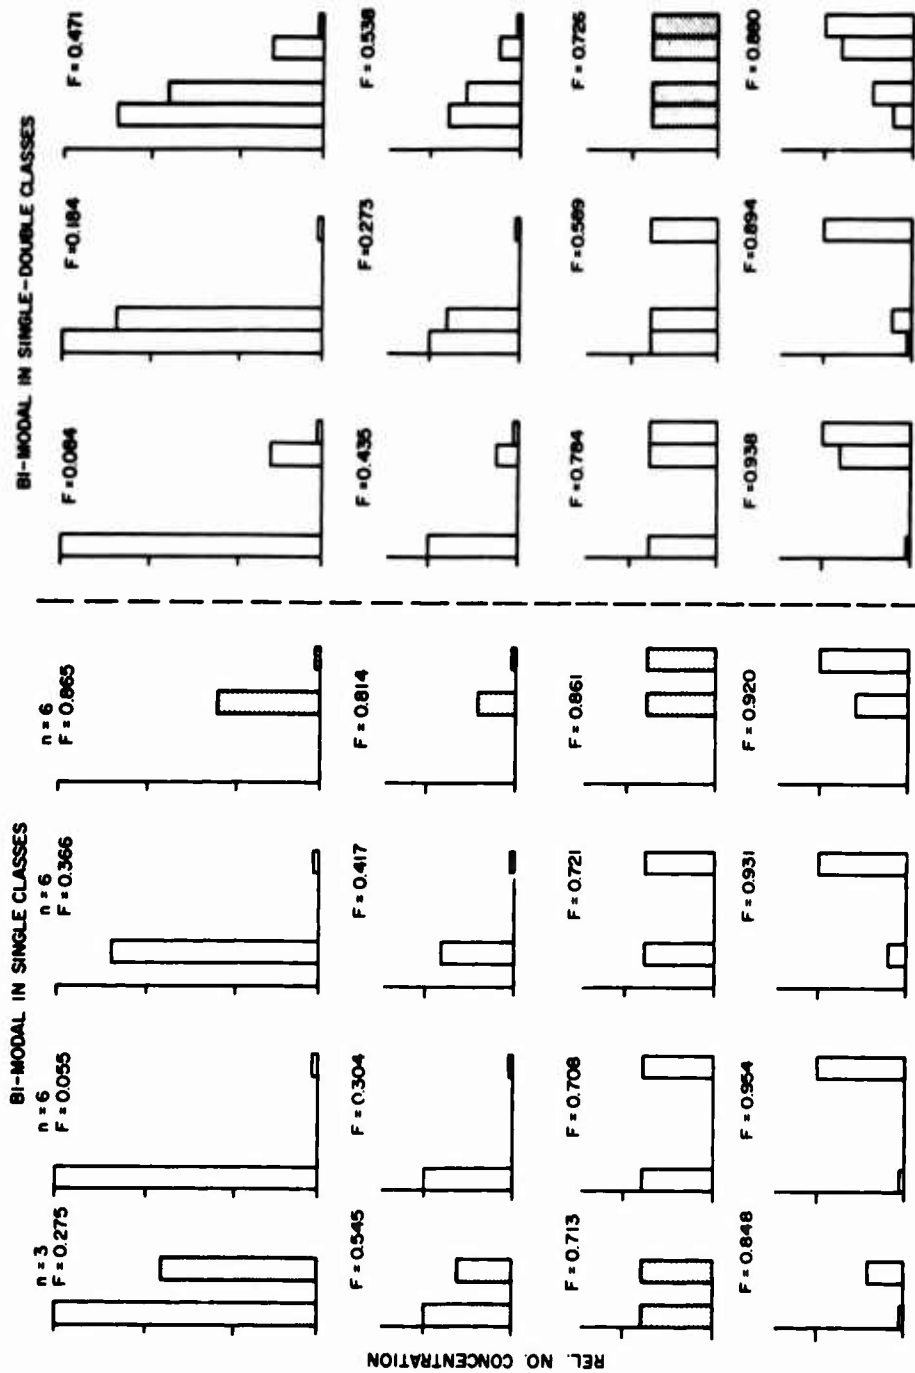 BI-MODAL IN SINGLE CLASSES
BI-MODAL IN SINGLE-DOUBLE CLASSES
n = 3
F = 0.275
n = 6
F = 0.055
n = 6
F = 0.366
n = 6
F = 0.865
F = 0.084
F = 0.184
F = 0.471
F = 0.545
F = 0.304
F = 0.417
F = 0.814
F = 0.435
F = 0.273
F = 0.538
F = 0.713
F = 0.708
F = 0.721
F = 0.861
F = 0.784
F = 0.589
F = 0.726
F = 0.848
F = 0.954
F = 0.931
F = 0.920
F = 0.938
F = 0.894
F = 0.880
REL. NO. CONCENTRATION